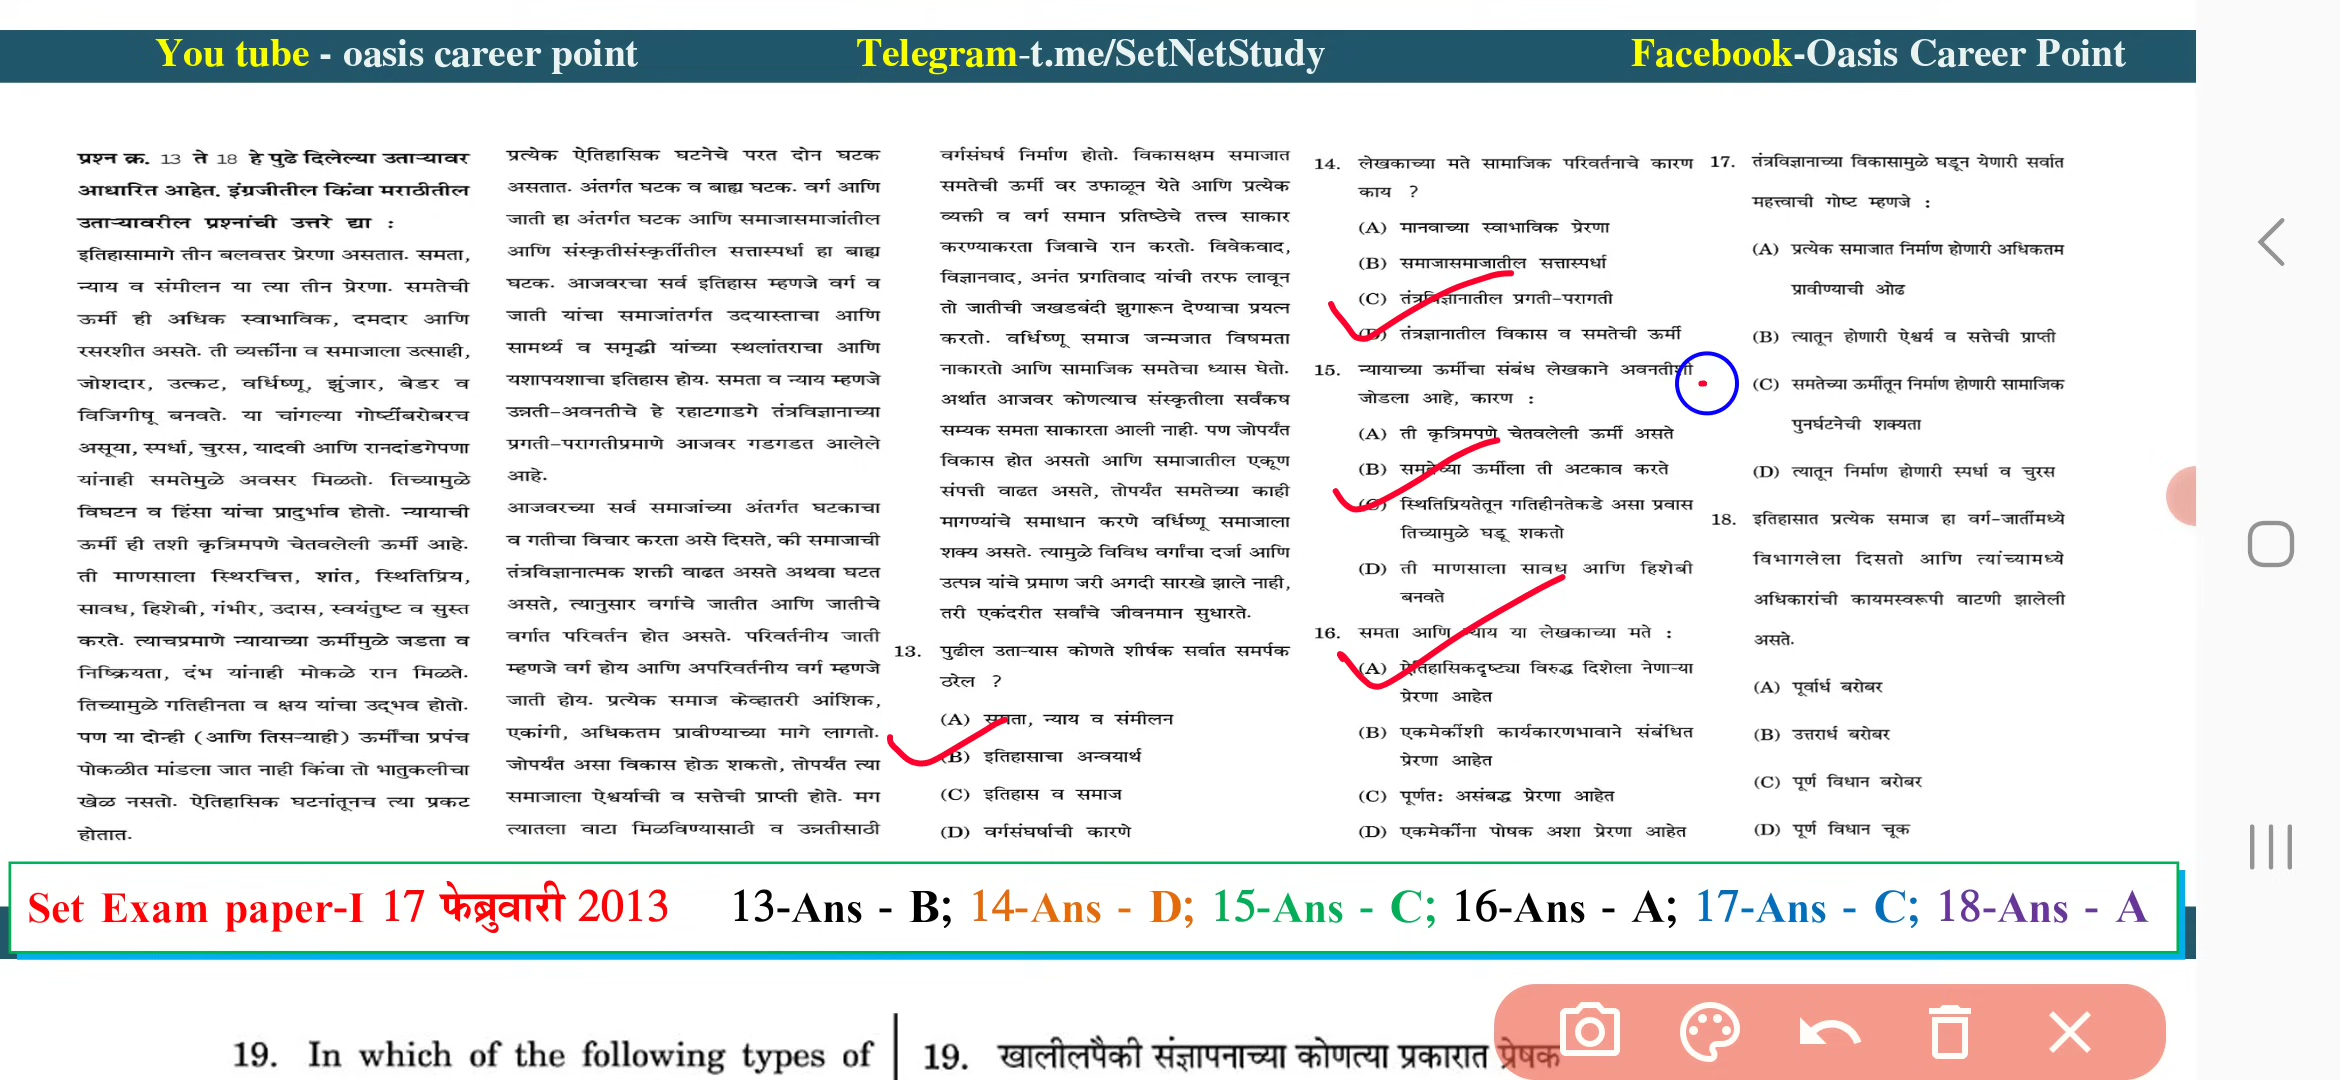 You tube - oasis career point
Telegram-t.me/SetNetStudy
Facebook-Oasis Career Point
प्रश्न क्र. 13 ते 18 हे पुढे दिलेल्या उताऱ्यावर
आधारित आहेत. इंग्रजीतील किंवा मराठीतील
उताऱ्यावरील प्रश्नांची उत्तरे द्या :
इतिहासामागे तीन बलवत्तर प्रेरणा असतात. समता,
न्याय व संमीलन या त्या तीन प्रेरणा. समतेची
ऊर्मी ही अधिक स्वाभाविक, दमदार आणि
रसरशीत असते. ती व्यक्तींना व समाजाला उत्साही,
जोशदार, उत्कट, वर्धिष्णू, झुंजार, बेडर व
विजिगीषू बनवते. या चांगल्या गोष्टींबरोबरच
असूया, स्पर्धा, चुरस, यादवी आणि रानदांडगेपणा
यांनाही समतेमुळे अवसर मिळतो. तिच्यामुळे
विघटन व हिंसा यांचा प्रादुर्भाव होतो. न्यायाची
ऊर्मी ही तशी कृत्रिमपणे चेतवलेली ऊर्मी आहे.
ती माणसाला स्थिरचित्त, शांत, स्थितिप्रिय,
सावध, हिशेबी, गंभीर, उदास, स्वयंतुष्ट व सुस्त
करते. त्याचप्रमाणे न्यायाच्या ऊर्मीमुळे जडता व
निष्क्रियता, दंभ यांनाही मोकळे रान मिळते.
तिच्यामुळे गतिहीनता व क्षय यांचा उद्‌भव होतो.
पण या दोन्ही (आणि तिसऱ्याही) ऊर्मींचा प्रपंच
पोकळीत मांडला जात नाही किंवा तो भातुकलीचा
खेळ नसतो. ऐतिहासिक घटनांतूनच त्या प्रकट
होतात.
प्रत्येक ऐतिहासिक घटनेचे परत दोन घटक
असतात. अंतर्गत घटक व बाह्य घटक. वर्ग आणि
जाती हा अंतर्गत घटक आणि समाजासमाजांतील
आणि संस्कृतीसंस्कृतींतील सत्तास्पर्धा हा बाह्य
घटक. आजवरचा सर्व इतिहास म्हणजे वर्ग व
जाती यांचा समाजांतर्गत उदयास्ताचा आणि
सामर्थ्य व समृद्धी यांच्या स्थलांतराचा आणि
यशापयशाचा इतिहास होय. समता व न्याय म्हणजे
उन्नती–अवनतीचे हे रहाटगाडगे तंत्रविज्ञानाच्या
प्रगती–परागतीप्रमाणे आजवर गडगडत आलेले
आहे.
आजवरच्या सर्व समाजांच्या अंतर्गत घटकाचा
व गतीचा विचार करता असे दिसते, की समाजाची
तंत्रविज्ञानात्मक शक्ती वाढत असते अथवा घटत
असते, त्यानुसार वर्गाचे जातीत आणि जातीचे
वर्गात परिवर्तन होत असते. परिवर्तनीय जाती
म्हणजे वर्ग होय आणि अपरिवर्तनीय वर्ग म्हणजे
जाती होय. प्रत्येक समाज केव्हातरी आंशिक,
एकांगी, अधिकतम प्रावीण्याच्या मागे लागतो.
जोपर्यंत असा विकास होऊ शकतो, तोपर्यंत त्या
समाजाला ऐश्वर्याची व सत्तेची प्राप्ती होते. मग
त्यातला वाटा मिळविण्यासाठी व उन्नतीसाठी
वर्गसंघर्ष निर्माण होतो. विकासक्षम समाजात
समतेची ऊर्मी वर उफाळून येते आणि प्रत्येक
व्यक्ती व वर्ग समान प्रतिष्ठेचे तत्त्व साकार
करण्याकरता जिवाचे रान करतो. विवेकवाद,
विज्ञानवाद, अनंत प्रगतिवाद यांची तरफ लावून
तो जातीची जखडबंदी झुगारून देण्याचा प्रयत्न
करतो. वर्धिष्णू समाज जन्मजात विषमता
नाकारतो आणि सामाजिक समतेचा ध्यास घेतो.
अर्थात आजवर कोणत्याच संस्कृतीला सर्वंकष
सम्यक समता साकारता आली नाही. पण जोपर्यंत
विकास होत असतो आणि समाजातील एकूण
संपत्ती वाढत असते, तोपर्यंत समतेच्या काही
मागण्यांचे समाधान करणे वर्धिष्णू समाजाला
शक्य असते. त्यामुळे विविध वर्गांचा दर्जा आणि
उत्पन्न यांचे प्रमाण जरी अगदी सारखे झाले नाही,
तरी एकंदरीत सर्वांचे जीवनमान सुधारते.
13. पुढील उताऱ्यास कोणते शीर्षक सर्वात समर्पक
ठरेल ?
(A) समता, न्याय व संमीलन
(B) इतिहासाचा अन्वयार्थ
(C) इतिहास व समाज
(D) वर्गसंघर्षाची कारणे
14. लेखकाच्या मते सामाजिक परिवर्तनाचे कारण
काय ?
(A) मानवाच्या स्वाभाविक प्रेरणा
(B) समाजासमाजातील सत्तास्पर्धा
(C) तंत्रविज्ञानातील प्रगती–परागती
(D) तंत्रज्ञानातील विकास व समतेची ऊर्मी
15. न्यायाच्या ऊर्मीचा संबंध लेखकाने अवनतीशी
जोडला आहे, कारण :
(A) ती कृत्रिमपणे चेतवलेली ऊर्मी असते
(B) समतेच्या ऊर्मीला ती अटकाव करते
(C) स्थितिप्रियतेतून गतिहीनतेकडे असा प्रवास
तिच्यामुळे घडू शकतो
(D) ती माणसाला सावध आणि हिशेबी
बनवते
16. समता आणि न्याय या लेखकाच्या मते :
(A) ऐतिहासिकदृष्ट्या विरुद्ध दिशेला नेणाऱ्या
प्रेरणा आहेत
(B) एकमेकींशी कार्यकारणभावाने संबंधित
प्रेरणा आहेत
(C) पूर्णत: असंबद्ध प्रेरणा आहेत
(D) एकमेकींना पोषक अशा प्रेरणा आहेत
17. तंत्रविज्ञानाच्या विकासामुळे घडून येणारी सर्वात
महत्त्वाची गोष्ट म्हणजे :
(A) प्रत्येक समाजात निर्माण होणारी अधिकतम
प्रावीण्याची ओढ
(B) त्यातून होणारी ऐश्वर्य व सत्तेची प्राप्ती
(C) समतेच्या ऊर्मीतून निर्माण होणारी सामाजिक
पुनर्घटनेची शक्यता
(D) त्यातून निर्माण होणारी स्पर्धा व चुरस
18. इतिहासात प्रत्येक समाज हा वर्ग–जातींमध्ये
विभागलेला दिसतो आणि त्यांच्यामध्ये
अधिकारांची कायमस्वरूपी वाटणी झालेली
असते.
(A) पूर्वार्ध बरोबर
(B) उत्तरार्ध बरोबर
(C) पूर्ण विधान बरोबर
(D) पूर्ण विधान चूक
Set Exam paper-I 17 फेब्रुवारी 2013 13-Ans - B; 14-Ans - D; 15-Ans - C; 16-Ans - A; 17-Ans - C; 18-Ans - A
19. In which of the following types of
19. खालीलपैकी संज्ञापनाच्या कोणत्या प्रकारात प्रेषक